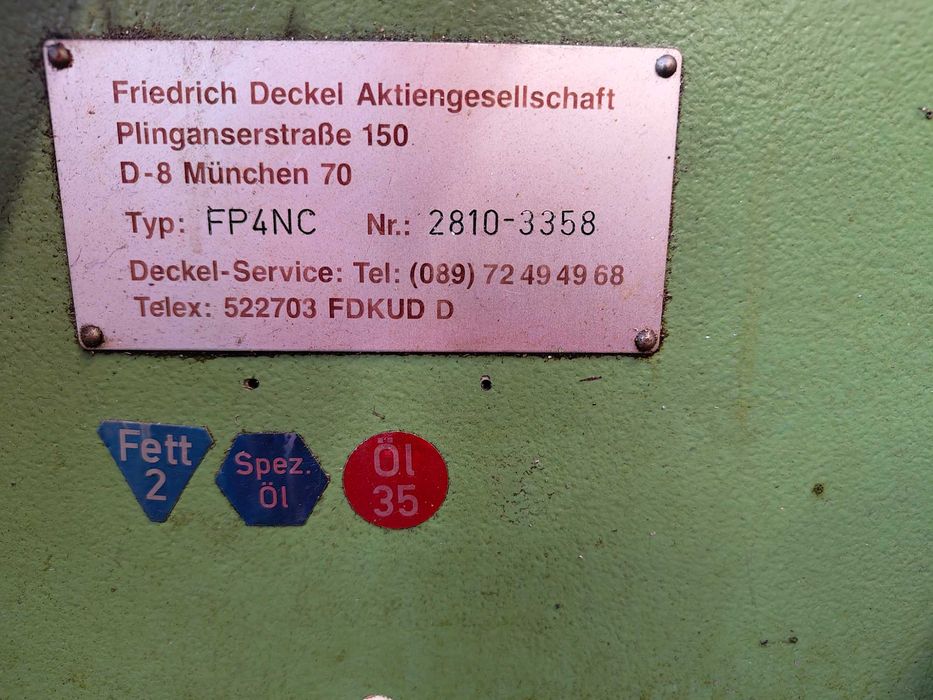 Friedrich Deckel Aktiengesellschaft
Plinganserstraße 150
D-8 München 70
Typ: FP4NC Nr.: 2810-3358
Deckel-Service: Tel: (089) 72 49 49 68
Telex: 522703 FDKUD D
Fett
2
Spez.
Öl
Öl
35